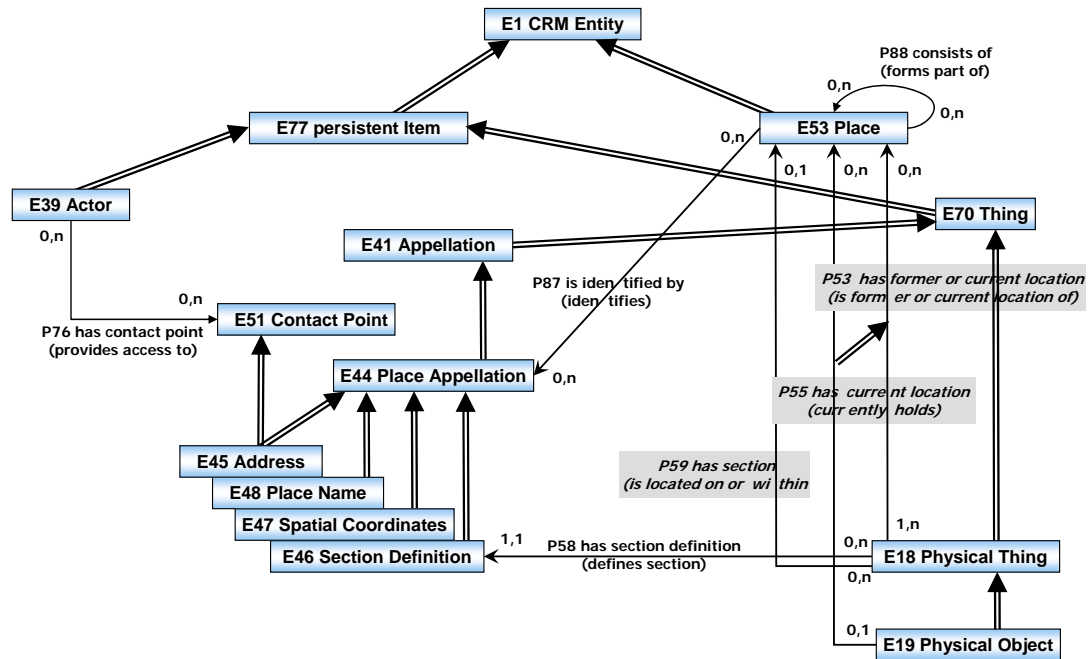 E1 CRM Entity
P88 consists of
(forms part of)
0,n
0,n
E77 persistent Item
E53 Place
0,n
0,1
0,n
0,n
E39 Actor
E70 Thing
0,n
E41 Appellation
P87 is iden tified by
(iden tifies)
P53 has former or current location
(is form er or current location of)
0,n
P76 has contact point
(provides access to)
E51 Contact Point
E44 Place Appellation
0,n
P55 has curre nt location
(curr ently holds)
E45 Address
P59 has section
(is located on or wi thin
E48 Place Name
E47 Spatial Coordinates
1,n
E46 Section Definition
1,1
P58 has section definition
(defines section)
0,n
E18 Physical Thing
0,n
0,1
E19 Physical Object